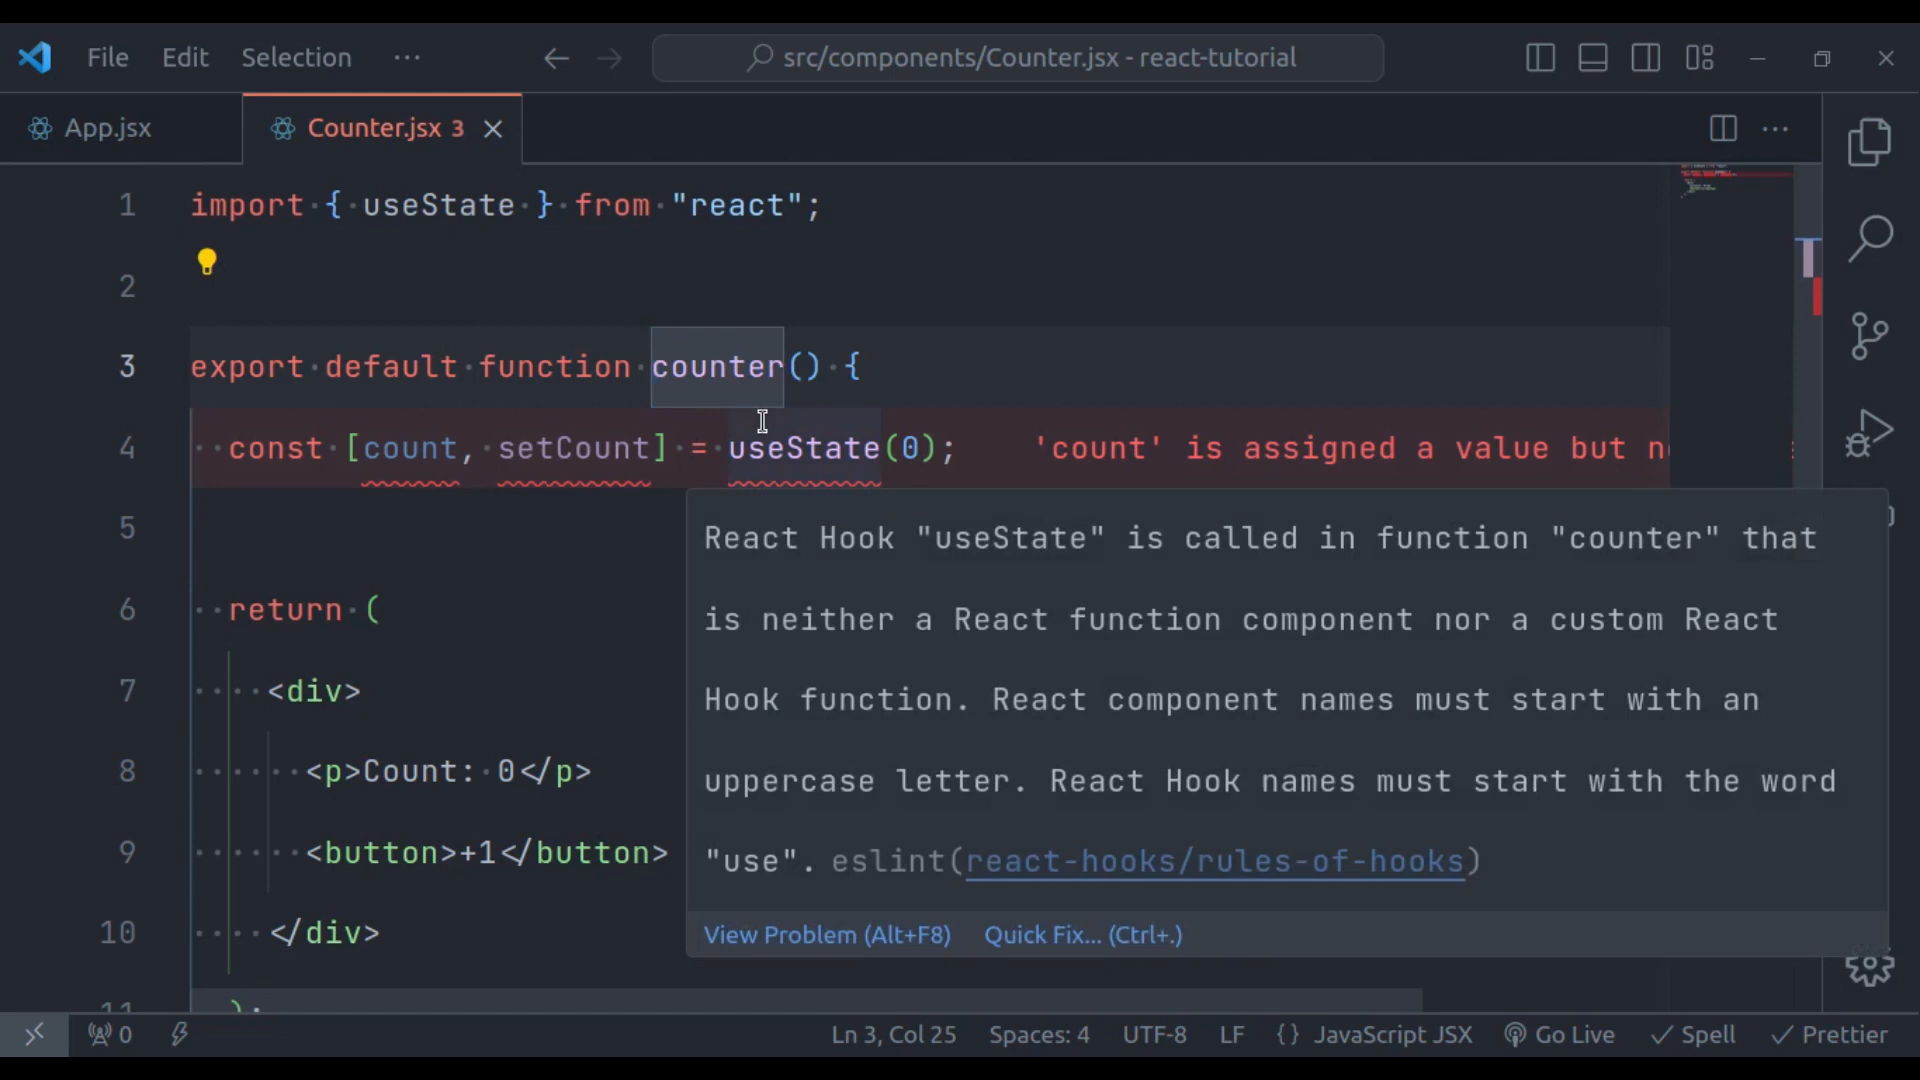 File Edit Selection ··· src/components/Counter.jsx - react-tutorial
App.jsx Counter.jsx 3
1 import { useState } from "react";
2
3 export default function counter() {
4 const [count, setCount] = useState(0); 'count' is assigned a value but
5
React Hook "useState" is called in function "counter" that
6 return (
is neither a React function component nor a custom React
7 <div>
Hook function. React component names must start with an
8 <p>Count: 0</p>
uppercase letter. React Hook names must start with the word
9 <button>+1</button>
"use". eslint(react-hooks/rules-of-hooks)
10 </div>
View Problem (Alt+F8) Quick Fix... (Ctrl+.)
11 );
0 Ln 3, Col 25 Spaces: 4 UTF-8 LF {} JavaScript JSX Go Live Spell Prettier